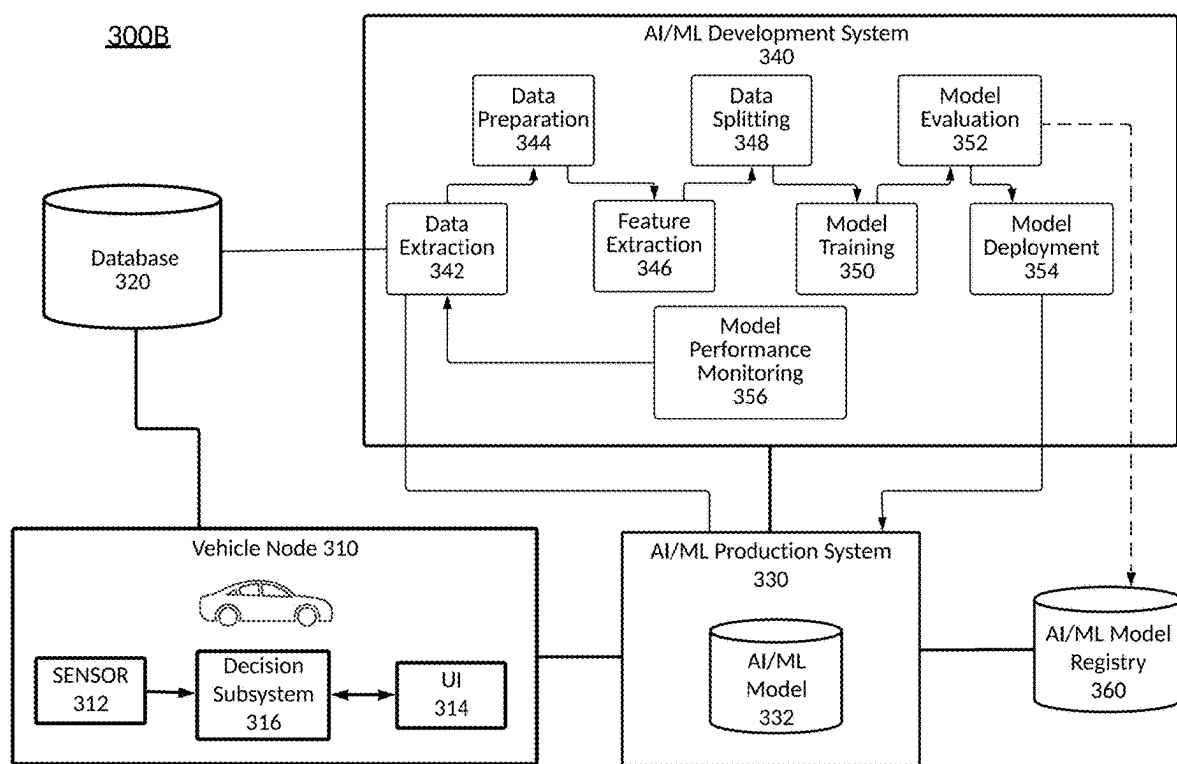 300B
AI/ML Development System
340
Data
Preparation
344
Data
Splitting
348
Model
Evaluation
352
Data
Extraction
342
Feature
Extraction
346
Model
Training
350
Model
Deployment
354
Model
Performance
Monitoring
356
Database
320
Vehicle Node 310
SENSOR
312
Decision
Subsystem
316
UI
314
AI/ML Production System
330
AI/ML
Model
332
AI/ML Model
Registry
360